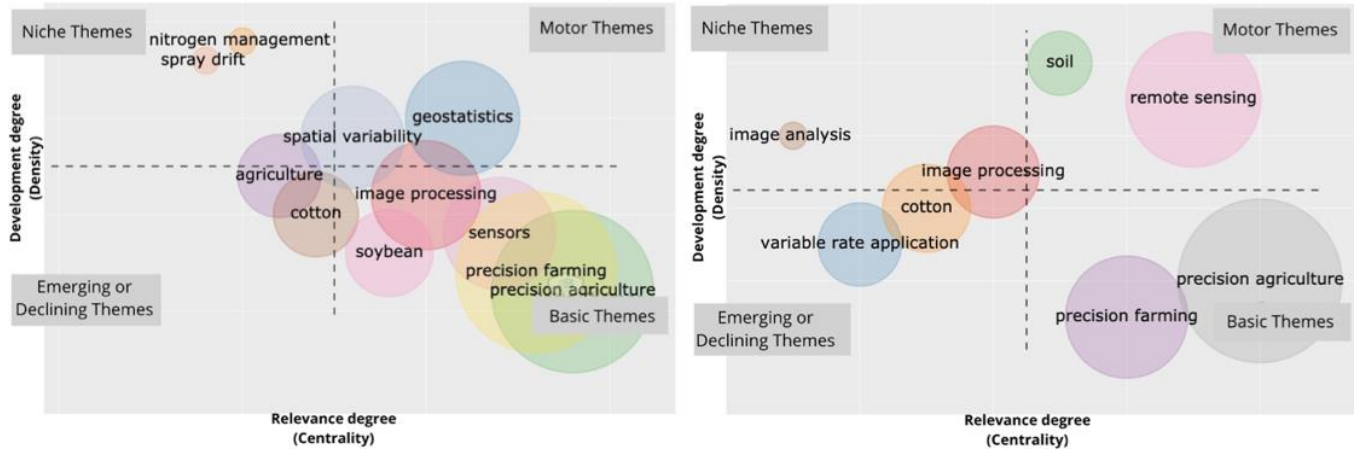 Niche Themes
Motor Themes
nitrogen management
spray drift
geostatistics
spatial variability
agriculture
image processing
cotton
sensors
soybean
precision farming
precision agriculture
Emerging or
Declining Themes
Basic Themes
Development degree
(Density)
Relevance degree
(Centrality)
Niche Themes
Motor Themes
soil
remote sensing
image analysis
image processing
cotton
variable rate application
precision agriculture
precision farming
Emerging or
Declining Themes
Basic Themes
Development degree
(Density)
Relevance degree
(Centrality)